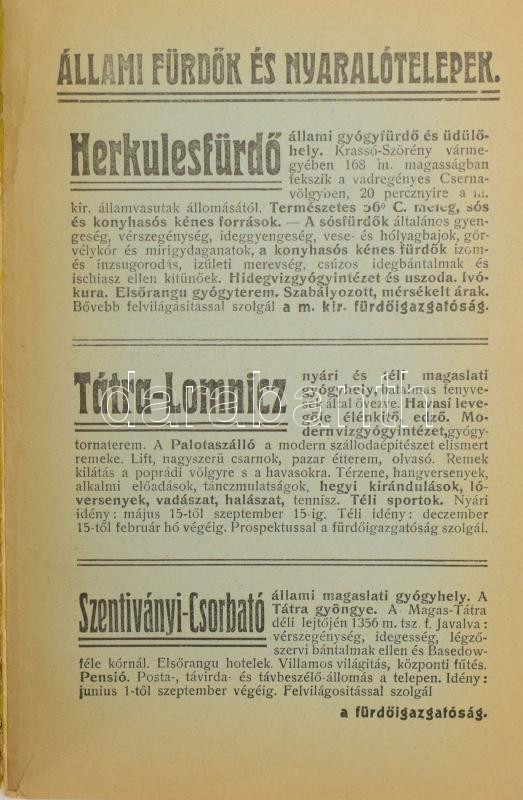 ÁLLAMI FÜRDŐK ÉS NYARALÓTELEPEK.
Herkulesfürdő
állami gyógyfürdő és üdülő-
hely. Krassó-Szörény várme-
gyében 168 m. magasságban
fekszik a vadregényes Cserna-
völgyben, 20 percznyire a m.
kir. államvasutak állomásától. Természetes 56° C. meleg, sós
és konyhasós kénes források. — A sósfürdők általános gyen-
geség, vérszegénység, ideggyengeség, vese- és hólyagbajok, gör-
vélykór és mirigydaganatok, a konyhasós kénes fürdők izom-
és inzsugorodás, izületi merevség, csúzos idegbántalmak és
ischiasz ellen kitünőek. Hidegvizgyógyintézet és uszoda. Ivó-
kura. Elsőrangu gyógyterem. Szabályozott, mérsékelt árak.
Bővebb felvilágásitással szolgál a m. kir. fürdőigazgatóság.
Tátra-Lomnicz
nyári és téli magaslati
gyógyhely, hatalmas fenyve-
sek által övezve. Havasi leve-
gője élénkitő, edző. Mo-
dern vizgyógyintézet, gyógy-
tornaterem. A Palotaszálló a modern szállodaépitészet elismert
remeke. Lift, nagyszerü csarnok, pazar étterem, olvasó. Remek
kilátás a poprádi völgyre s a havasokra. Térzene, hangversenyek,
alkalmi előadások, tánczmulatságok, hegyi kirándulások, ló-
versenyek, vadászat, halászat, tennisz. Téli sportok. Nyári
idény: május 15-től szeptember 15-ig. Téli idény: deczember
15-től február hó végéig. Prospektussal a fürdőigazgatóság szolgál.
Szentiványi-Csorbató
állami magaslati gyógyhely. A
Tátra gyöngye. A Magas-Tátra
déli lejtőjén 1356 m. tsz. f. Javalva:
vérszegénység, idegesség, légző-
szervi bántalmak ellen és Basedow-
féle kórnál. Elsőrangu hotelek. Villamos világitás, központi fűtés.
Pensió. Posta-, távirda- és távbeszélő-állomás a telepen. Idény:
junius 1-től szeptember végéig. Felvilágositással szolgál
a fürdőigazgatóság.
darabanth